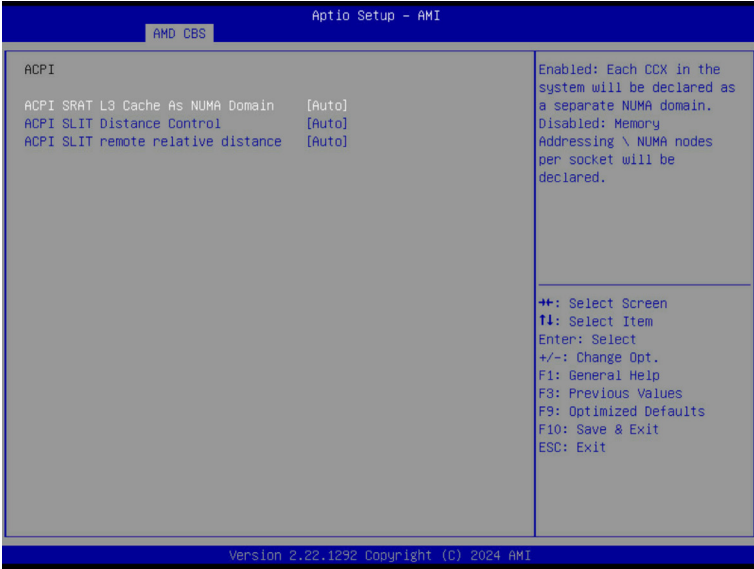 Aptio Setup – AMI
AMD CBS
ACPI
ACPI SRAT L3 Cache As NUMA Domain [Auto]
ACPI SLIT Distance Control [Auto]
ACPI SLIT remote relative distance [Auto]
Enabled: Each CCX in the
system will be declared as
a separate NUMA domain.
Disabled: Memory
Addressing \ NUMA nodes
per socket will be
declared.
→←: Select Screen
↑↓: Select Item
Enter: Select
+/-: Change Opt.
F1: General Help
F3: Previous Values
F9: Optimized Defaults
F10: Save & Exit
ESC: Exit
Version 2.22.1292 Copyright (C) 2024 AMI